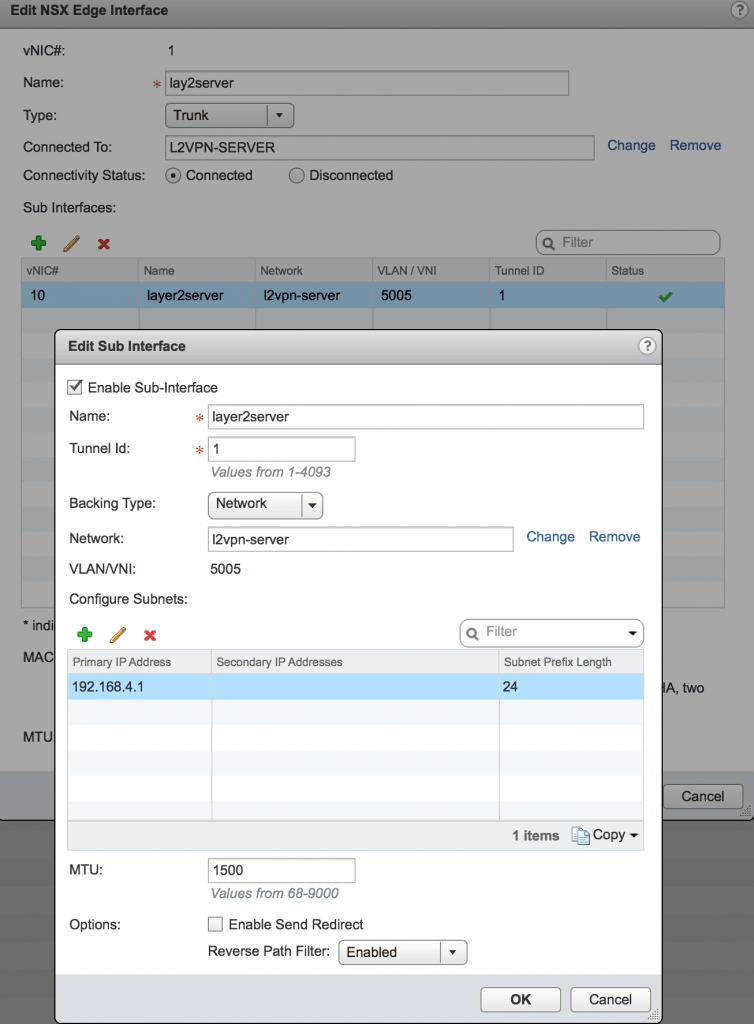 Edit NSX Edge Interface ?
vNIC#: 1
Name: * lay2server
Type: Trunk
Connected To: L2VPN-SERVER Change Remove
Connectivity Status: Connected Disconnected
Sub Interfaces:
Filter
vNIC# Name Network VLAN / VNI Tunnel ID Status
10 layer2server l2vpn-server 5005 1
Edit Sub Interface ?
Enable Sub-Interface
Name: * layer2server
Tunnel Id: * 1
Values from 1-4093
Backing Type: Network
Network: l2vpn-server Change Remove
VLAN/VNI: 5005
Configure Subnets:
* indi
Filter
MAC
Primary IP Address Secondary IP Addresses Subnet Prefix Length
192.168.4.1 24
HA, two
MTU:
Cancel
1 items Copy
MTU: 1500
Values from 68-9000
Options: Enable Send Redirect
Reverse Path Filter: Enabled
OK Cancel